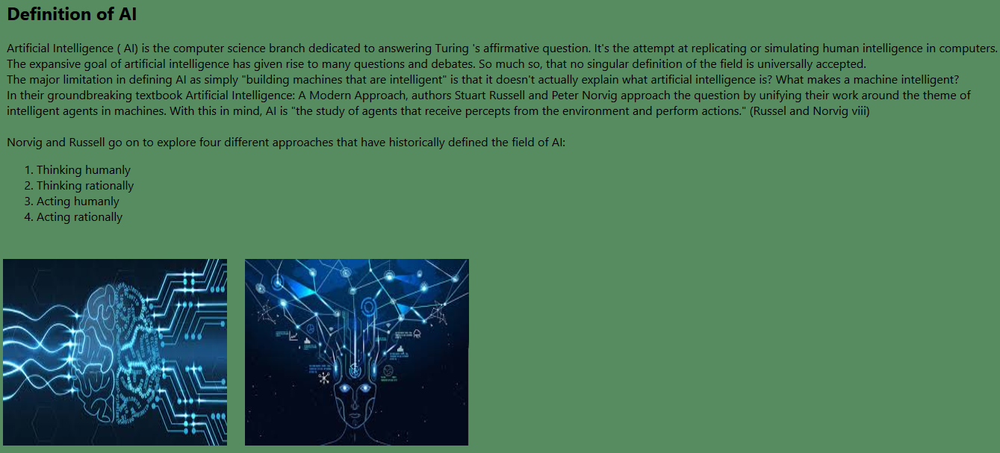 Definition of AI
Artificial Intelligence ( AI) is the computer science branch dedicated to answering Turing 's affirmative question. It's the attempt at replicating or simulating human intelligence in computers.
The expansive goal of artificial intelligence has given rise to many questions and debates. So much so, that no singular definition of the field is universally accepted.
The major limitation in defining AI as simply "building machines that are intelligent" is that it doesn't actually explain what artificial intelligence is? What makes a machine intelligent?
In their groundbreaking textbook Artificial Intelligence: A Modern Approach, authors Stuart Russell and Peter Norvig approach the question by unifying their work around the theme of
intelligent agents in machines. With this in mind, AI is "the study of agents that receive percepts from the environment and perform actions." (Russel and Norvig viii)
Norvig and Russell go on to explore four different approaches that have historically defined the field of AI:
1. Thinking humanly
2. Thinking rationally
3. Acting humanly
4. Acting rationally